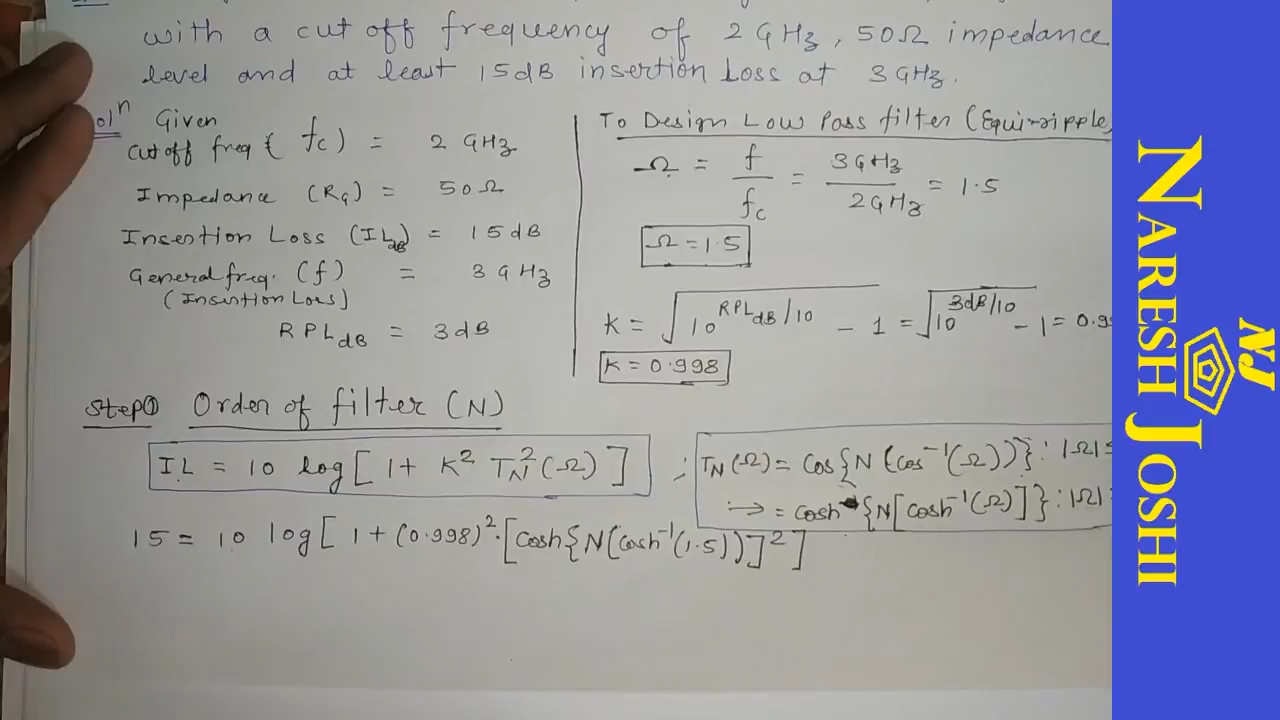 with a cut off frequency of 2 GHz, 50Ω impedance
level and at least 15dB insertion Loss at 3 GHz.
Solⁿ Given
cut off freq (fc) = 2 GHz
Impedance (RG) = 50Ω
Insertion Loss (ILdB) = 15dB
General freq. (f) = 3 GHz
(Insertion Loss)
RPLdB = 3dB
To Design Low Pass filter (Equi-ripple)
Ω = f/fc = 3GHz/2GHz = 1.5
Ω = 1.5
K = √(10^(RPLdB/10) - 1) = √(10^(3dB/10) - 1) = 0.99
K = 0.998
Step① Order of filter (N)
IL = 10 log[ 1 + K² TN²(Ω) ] ; TN(Ω) = Cos{N (cos⁻¹(Ω))} : |Ω| ≤
→ = cosh {N[cosh⁻¹(Ω)]} : |Ω|
15 = 10 log[ 1 + (0.998)².[Cosh{N(cosh⁻¹(1.5))]²]
NARESH JOSHI
NJ